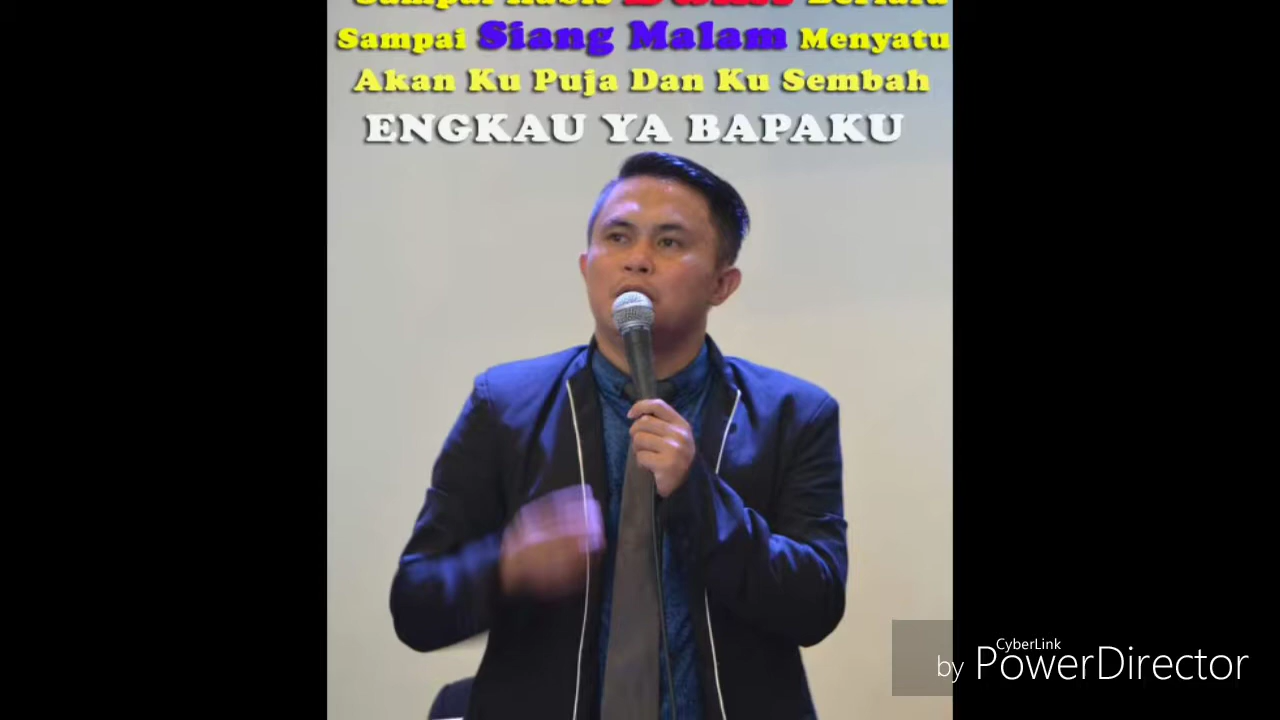 Sampai Siang Malam Menyatu
Akan Ku Puja Dan Ku Sembah
ENGKAU YA BAPAKU
CyberLink
by PowerDirector